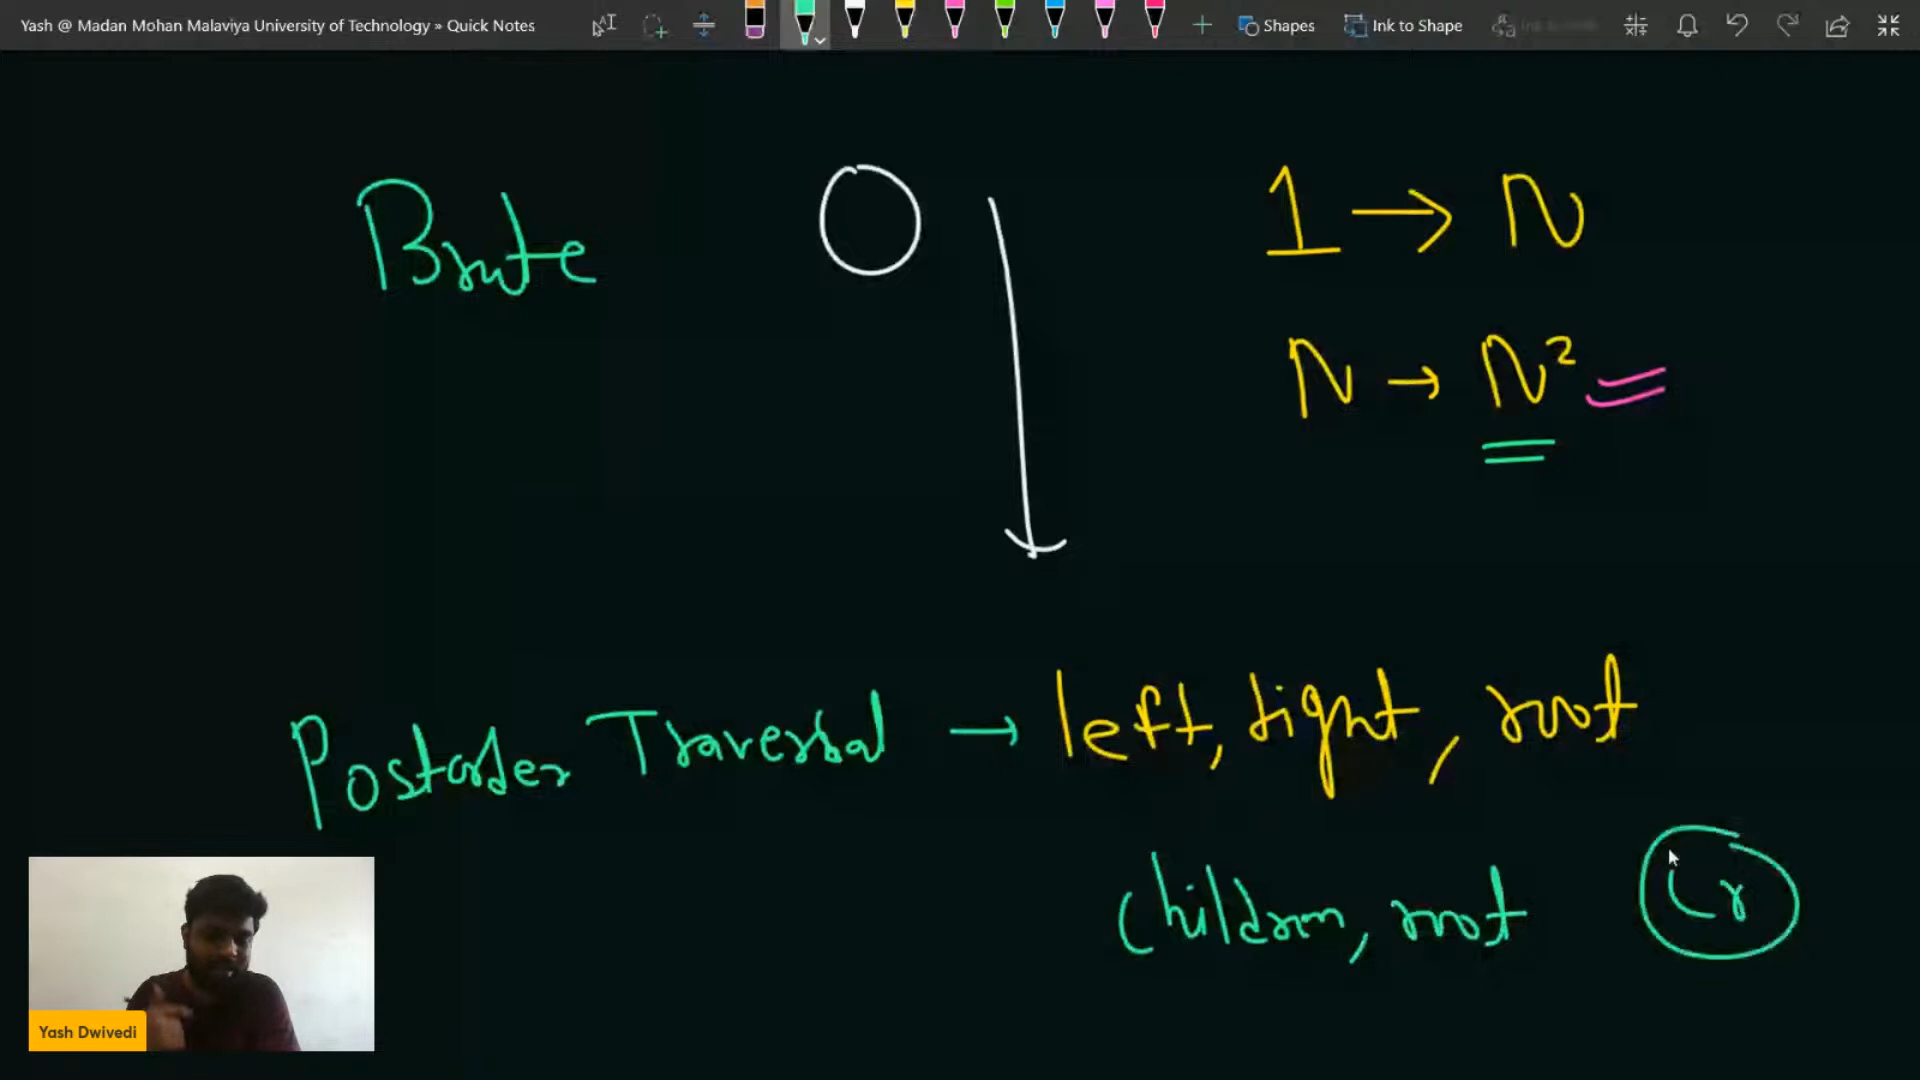 Yash @ Madan Mohan Malaviya University of Technology » Quick Notes
Shapes
Ink to Shape
Brute
1 → N
N → N²
Postorder Traversal → left, right, root
children, root
Cr
Yash Dwivedi